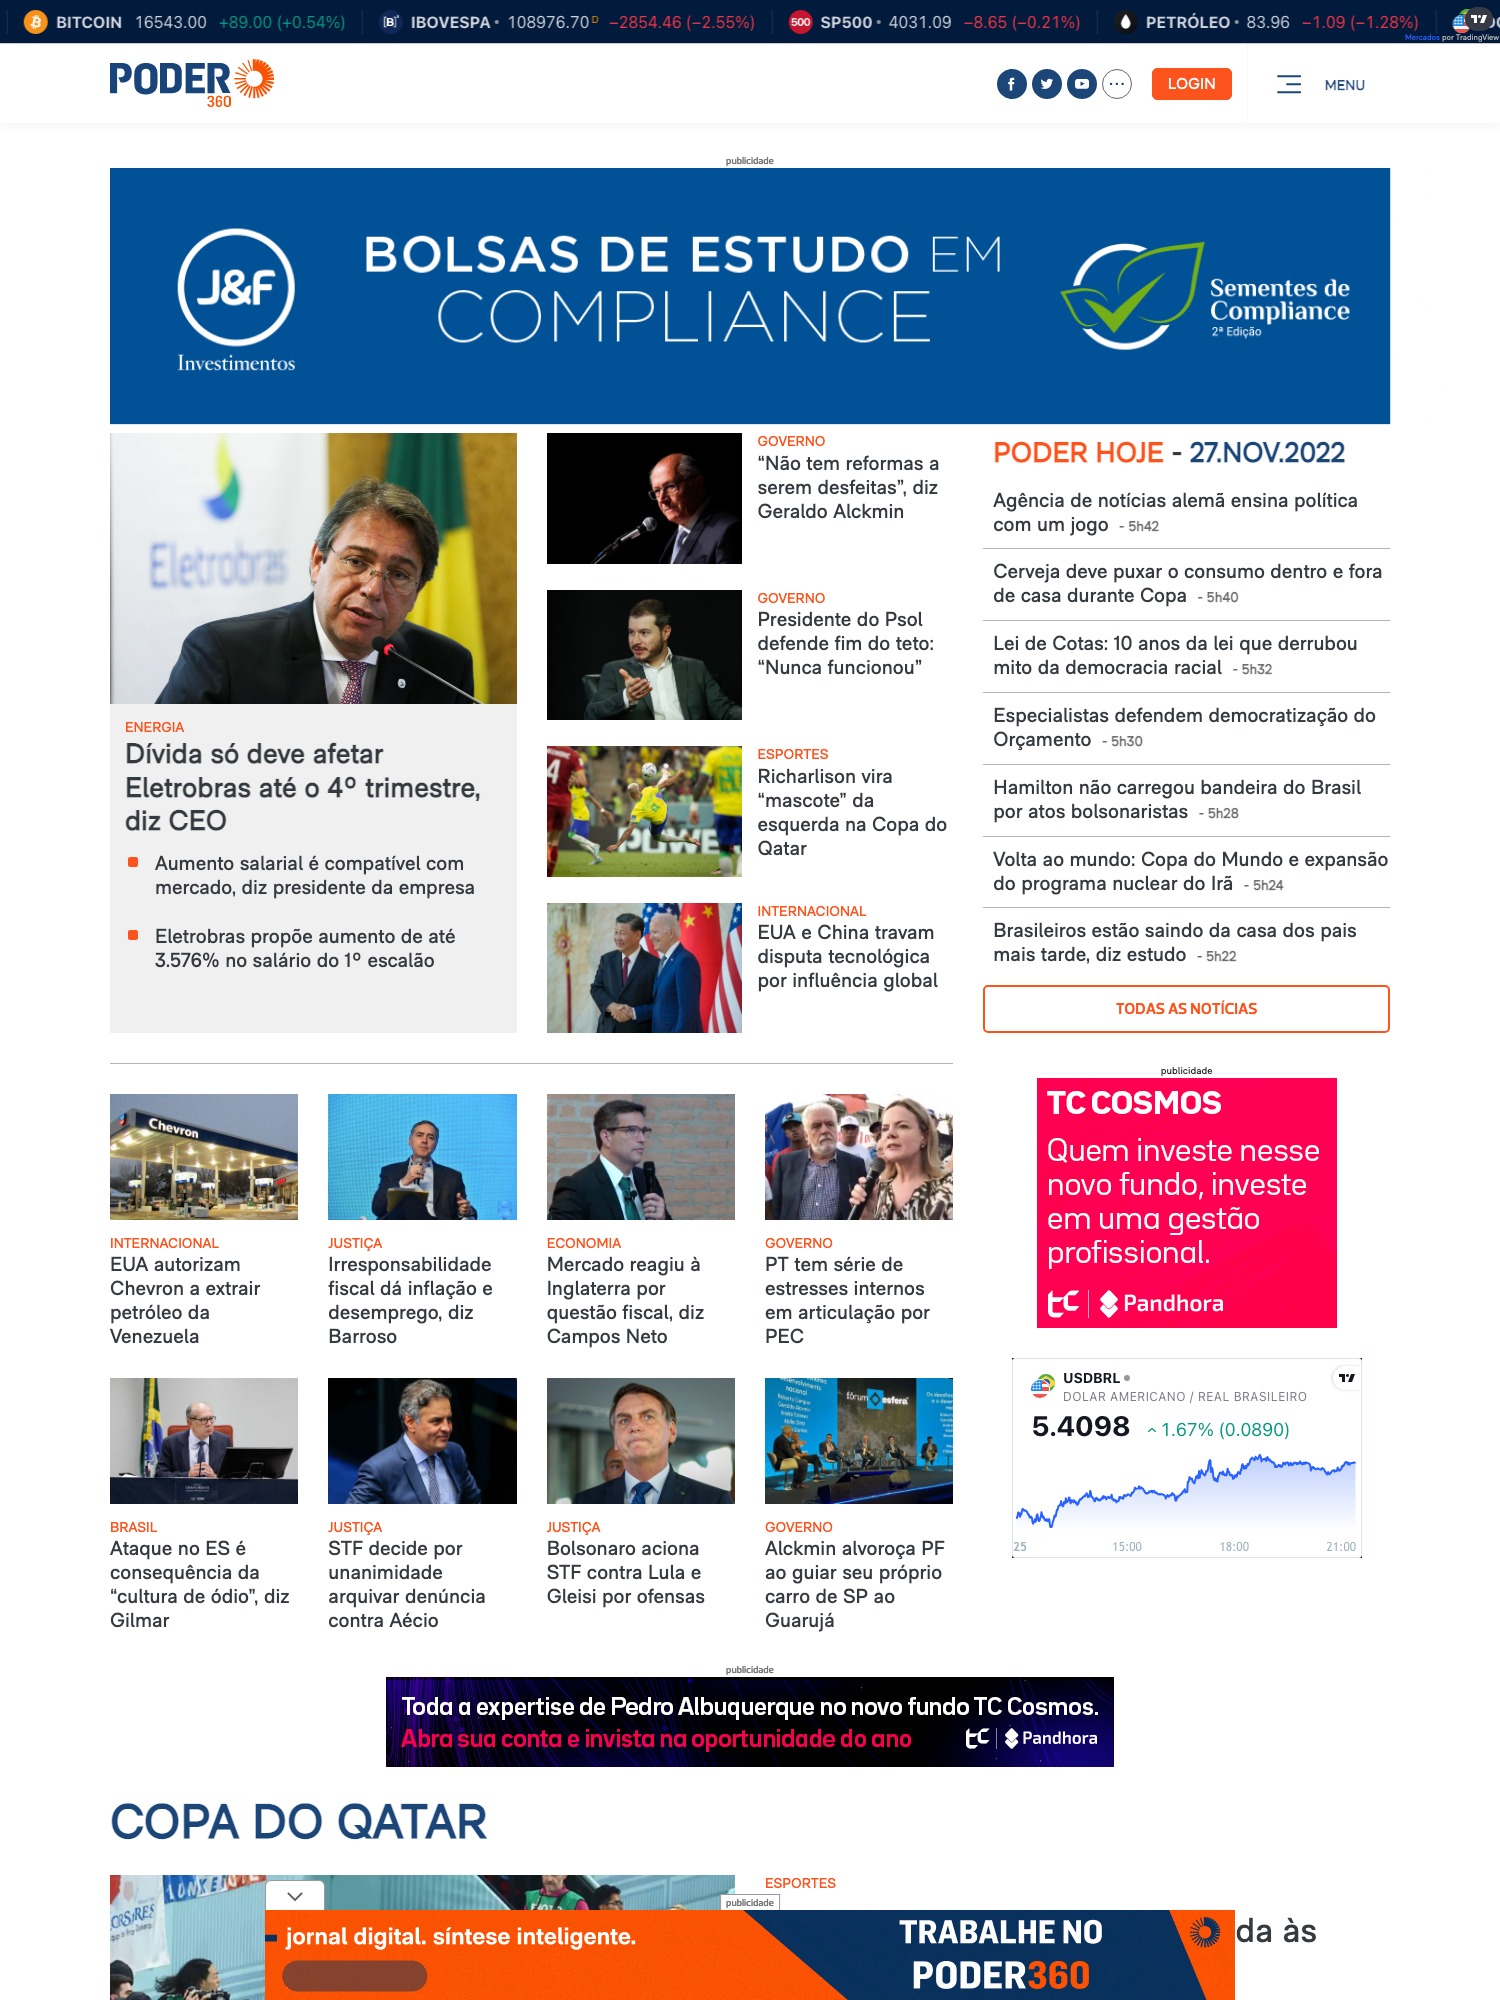 BITCOIN 16543.00 +89.00 (+0.54%) IBOVESPA 108976.70 D −2854.46 (−2.55%) 500 SP500 4031.09 −8.65 (−0.21%) PETRÓLEO 83.96 −1.09 (−1.28%)
Mercados por TradingView
PODER
360
LOGIN
MENU
publicidade
J&F
Investimentos
BOLSAS DE ESTUDO EM
COMPLIANCE
Sementes de
Compliance
2ª Edição
Eletrobras
ENERGIA
Dívida só deve afetar
Eletrobras até o 4º trimestre,
diz CEO
Aumento salarial é compatível com
mercado, diz presidente da empresa
Eletrobras propõe aumento de até
3.576% no salário do 1º escalão
GOVERNO
“Não tem reformas a
serem desfeitas”, diz
Geraldo Alckmin
GOVERNO
Presidente do Psol
defende fim do teto:
“Nunca funcionou”
ESPORTES
Richarlison vira
“mascote” da
esquerda na Copa do
Qatar
INTERNACIONAL
EUA e China travam
disputa tecnológica
por influência global
PODER HOJE - 27.NOV.2022
Agência de notícias alemã ensina política
com um jogo - 5h42
Cerveja deve puxar o consumo dentro e fora
de casa durante Copa - 5h40
Lei de Cotas: 10 anos da lei que derrubou
mito da democracia racial - 5h32
Especialistas defendem democratização do
Orçamento - 5h30
Hamilton não carregou bandeira do Brasil
por atos bolsonaristas - 5h28
Volta ao mundo: Copa do Mundo e expansão
do programa nuclear do Irã - 5h24
Brasileiros estão saindo da casa dos pais
mais tarde, diz estudo - 5h22
TODAS AS NOTÍCIAS
Chevron
INTERNACIONAL
EUA autorizam
Chevron a extrair
petróleo da
Venezuela
JUSTIÇA
Irresponsabilidade
fiscal dá inflação e
desemprego, diz
Barroso
ECONOMIA
Mercado reagiu à
Inglaterra por
questão fiscal, diz
Campos Neto
GOVERNO
PT tem série de
estresses internos
em articulação por
PEC
publicidade
TC COSMOS
Quem investe nesse
novo fundo, investe
em uma gestão
profissional.
tc Pandhora
USDBRL
DOLAR AMERICANO / REAL BRASILEIRO
5.4098 1.67% (0.0890)
25 15:00 18:00 21:00
fórum esfera
BRASIL
Ataque no ES é
consequência da
“cultura de ódio”, diz
Gilmar
JUSTIÇA
STF decide por
unanimidade
arquivar denúncia
contra Aécio
JUSTIÇA
Bolsonaro aciona
STF contra Lula e
Gleisi por ofensas
GOVERNO
Alckmin alvoroça PF
ao guiar seu próprio
carro de SP ao
Guarujá
publicidade
Toda a expertise de Pedro Albuquerque no novo fundo TC Cosmos.
Abra sua conta e invista na oportunidade do ano
tc Pandhora
COPA DO QATAR
ESPORTES
publicidade
da às
jornal digital. síntese inteligente.
TRABALHE NO
PODER360